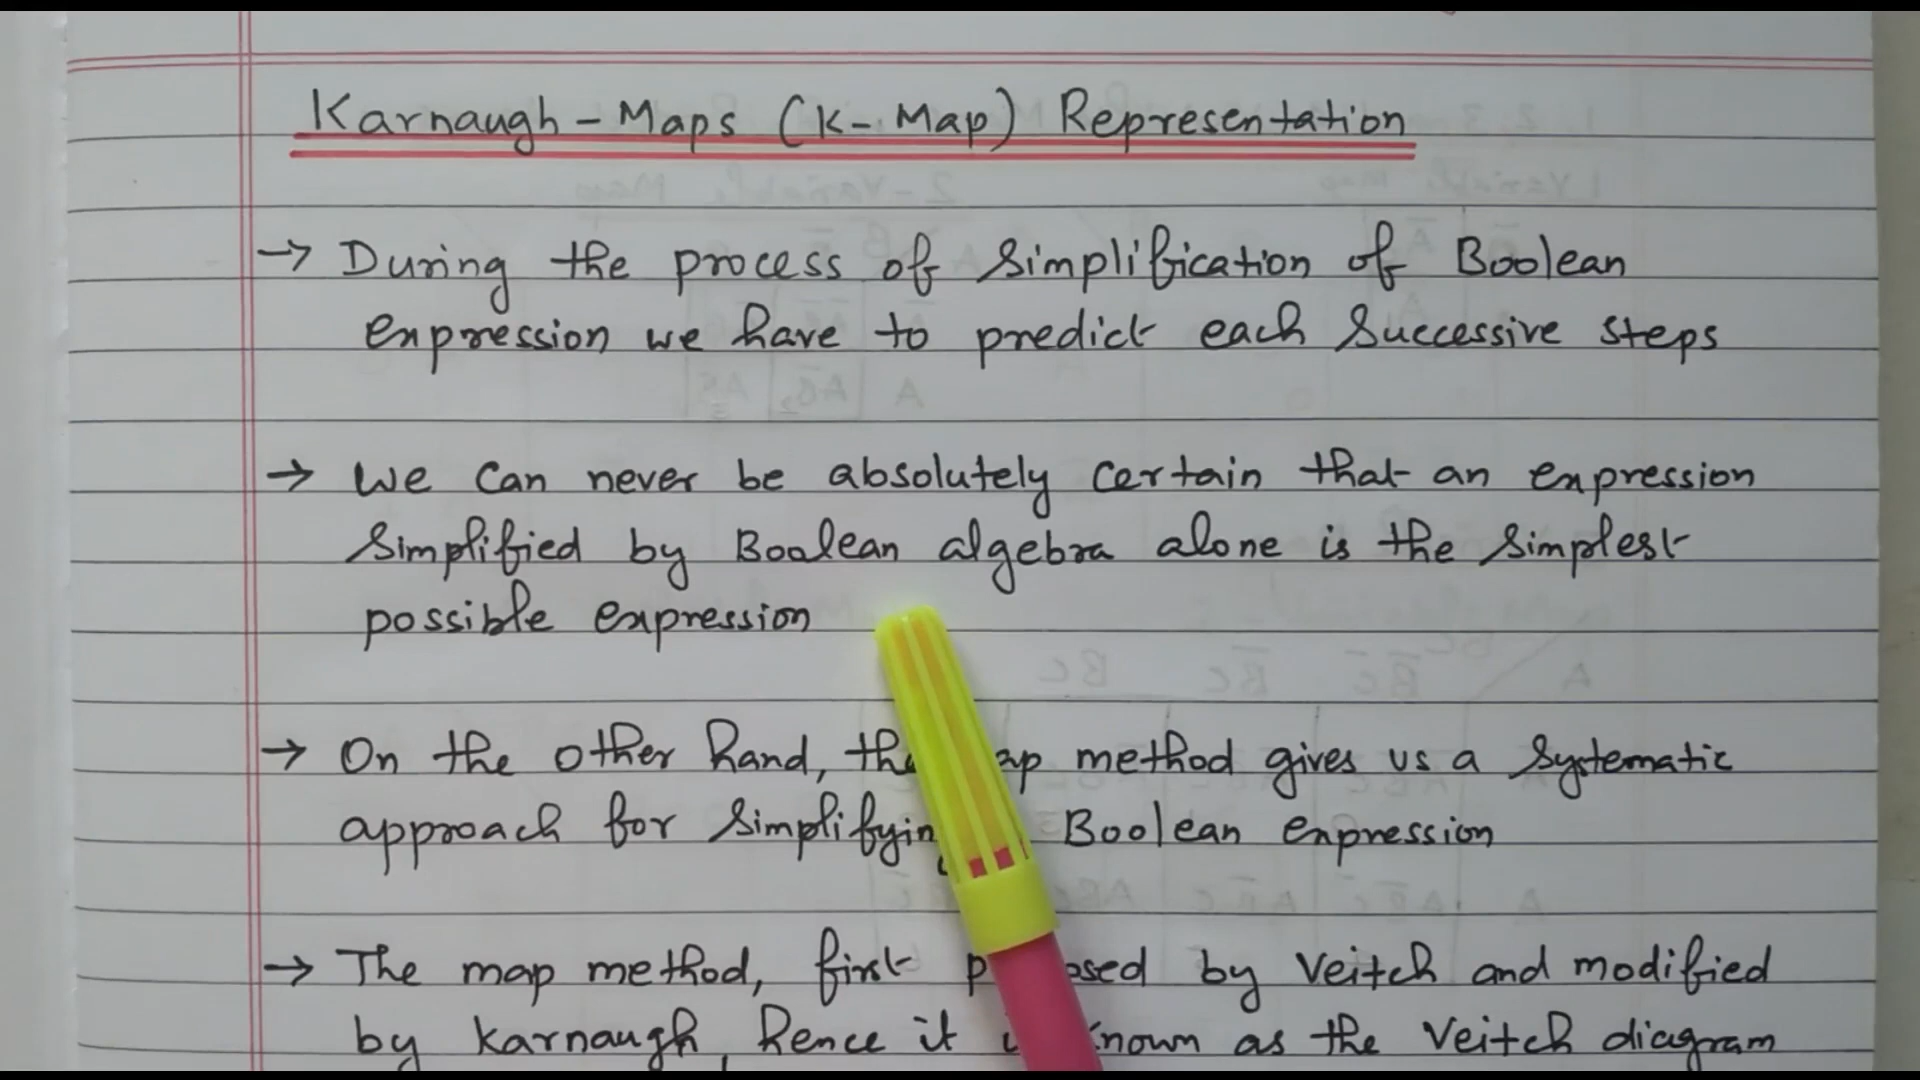 Karnaugh-Maps (K-Map) Representation
→ During the process of simplification of Boolean
expression we have to predict each successive steps
→ We can never be absolutely certain that an expression
simplified by Boolean algebra alone is the simplest
possible expression
→ On the other hand, the map method gives us a systematic
approach for simplifying Boolean expression
→ The map method, first by Veitch and modified
by Karnaugh, hence it known as the Veitch diagram